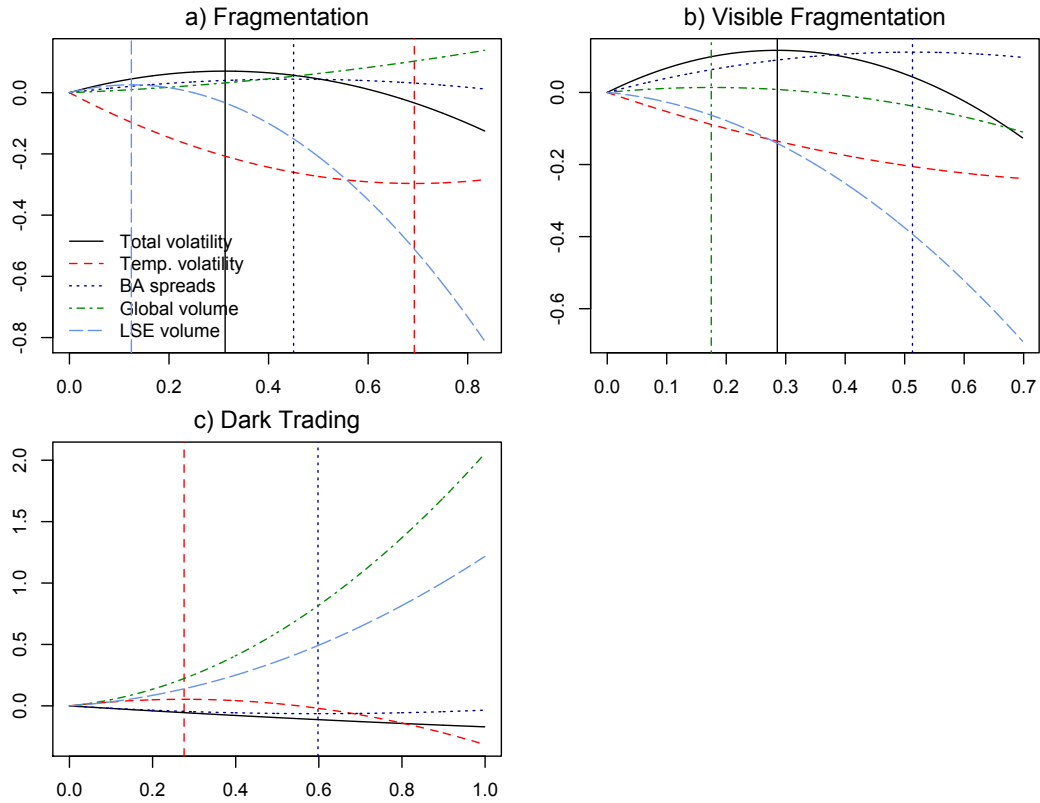 a) Fragmentation
0.0
-0.2
-0.4
-0.6
-0.8
Total volatility
Temp. volatility
BA spreads
Global volume
LSE volume
0.0 0.2 0.4 0.6 0.8
b) Visible Fragmentation
0.0
-0.2
-0.4
-0.6
0.0 0.1 0.2 0.3 0.4 0.5 0.6 0.7
c) Dark Trading
2.0
1.5
1.0
0.5
0.0
0.0 0.2 0.4 0.6 0.8 1.0